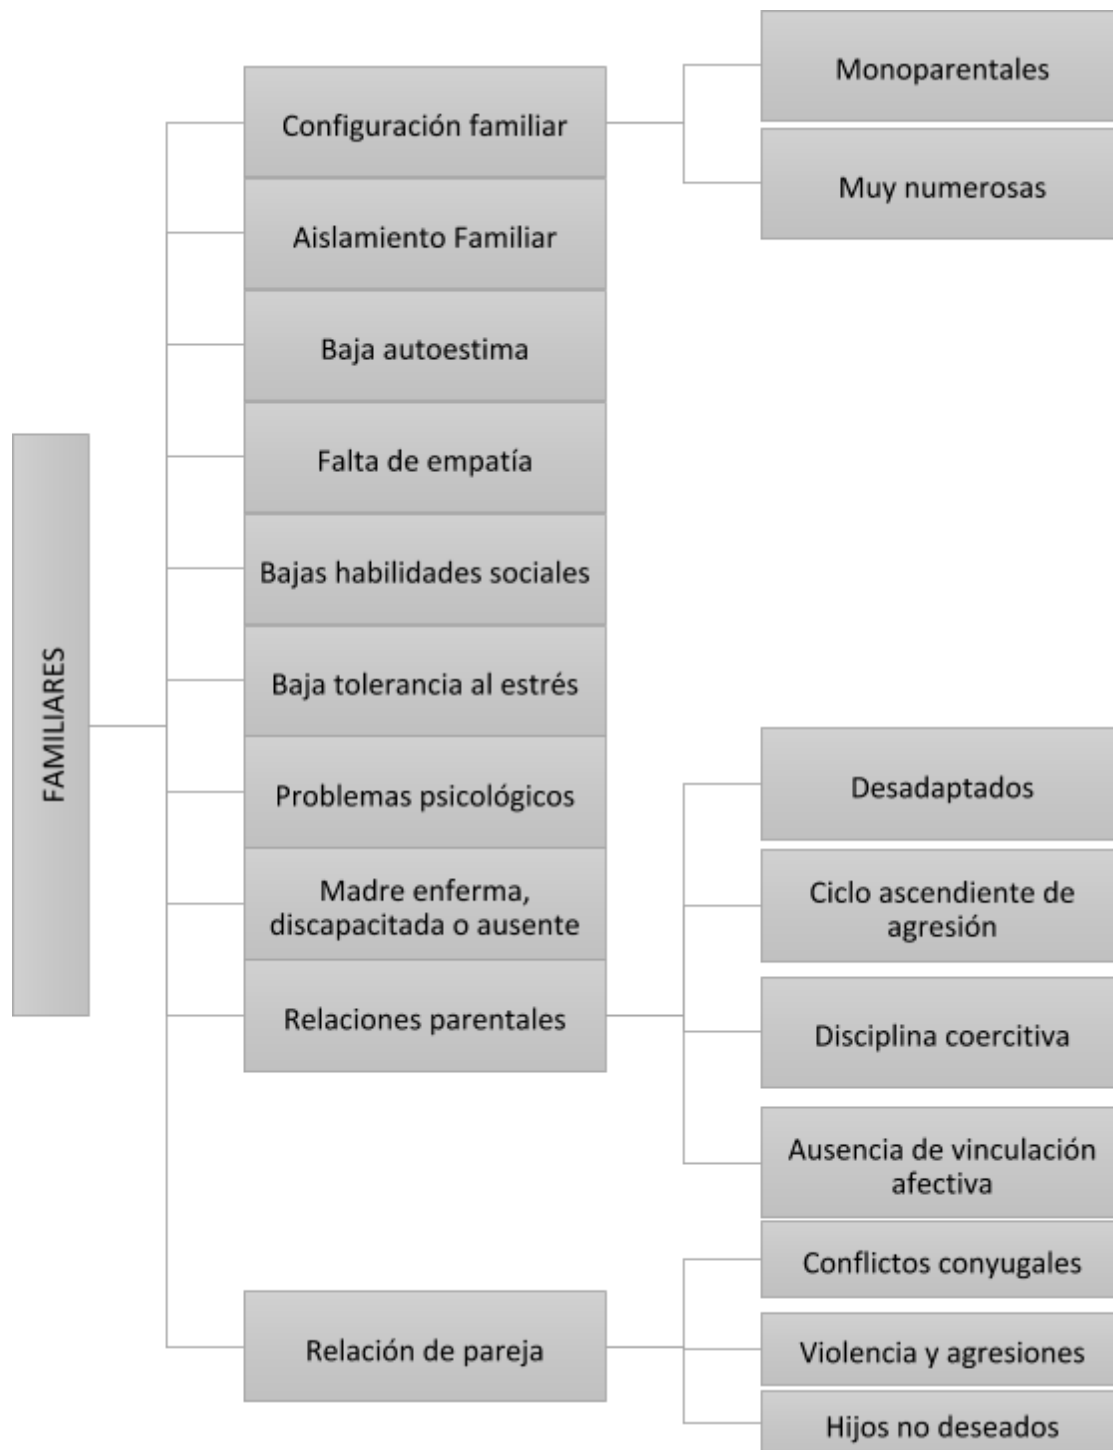 FAMILIARES
Configuración familiar
Monoparentales
Muy numerosas
Aislamiento Familiar
Baja autoestima
Falta de empatía
Bajas habilidades sociales
Baja tolerancia al estrés
Problemas psicológicos
Madre enferma,
discapacitada o ausente
Relaciones parentales
Desadaptados
Ciclo ascendiente de
agresión
Disciplina coercitiva
Ausencia de vinculación
afectiva
Relación de pareja
Conflictos conyugales
Violencia y agresiones
Hijos no deseados